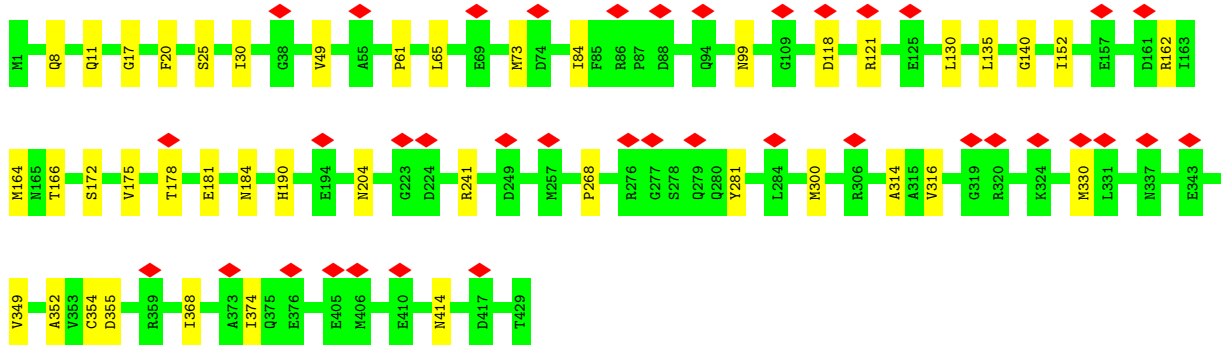 M1 Q8 Q11 G17 F20 S25 I30 G38 V49 A55 P61 L65 E69 M73 D74 I84 F85 R86 P87 D88 Q94 N99 G109 D118 R121 E125 L130 L135 G140 I152 E157 D161 R162 I163
M164 N165 T166 S172 V175 T178 E181 N184 H190 E194 N204 G223 D224 R241 D249 M257 P268 R276 G277 S278 Q279 Q280 Y281 L284 M300 R306 A314 A315 V316 G319 R320 K324 M330 L331 N337 E343
V349 A352 V353 C354 D355 R359 I368 A373 I374 Q375 E376 E405 M406 E410 N414 D417 T429